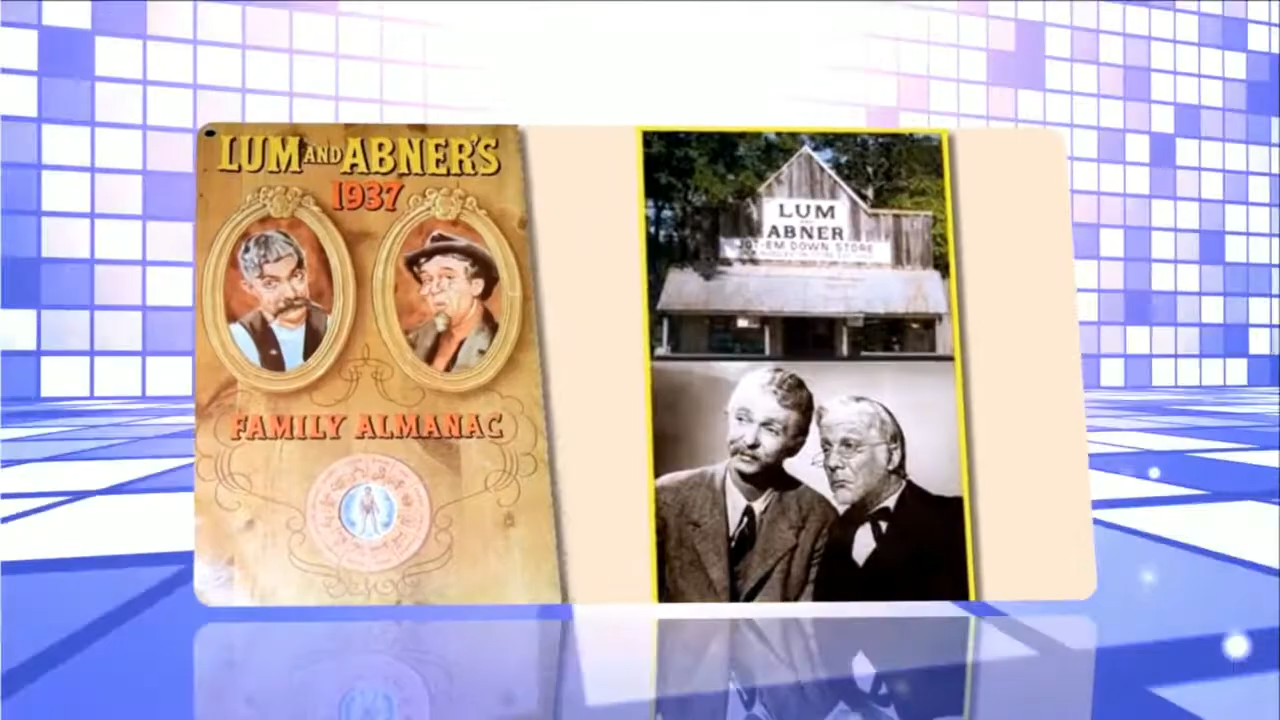 LUM AND ABNER'S
1937
FAMILY ALMANAC
LUM
AND
ABNER
JOT-EM DOWN STORE